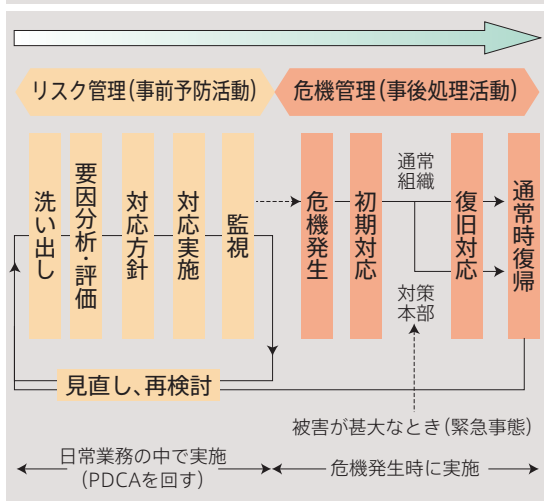 リスク管理(事前予防活動)
危機管理(事後処理活動)
洗い出し
要因分析・評価
対応方針
対応実施
監視
危機発生
初期対応
通常
組織
対策
本部
復旧対応
通常時復帰
見直し、再検討
被害が甚大なとき(緊急事態)
日常業務の中で実施
(PDCAを回す)
危機発生時に実施